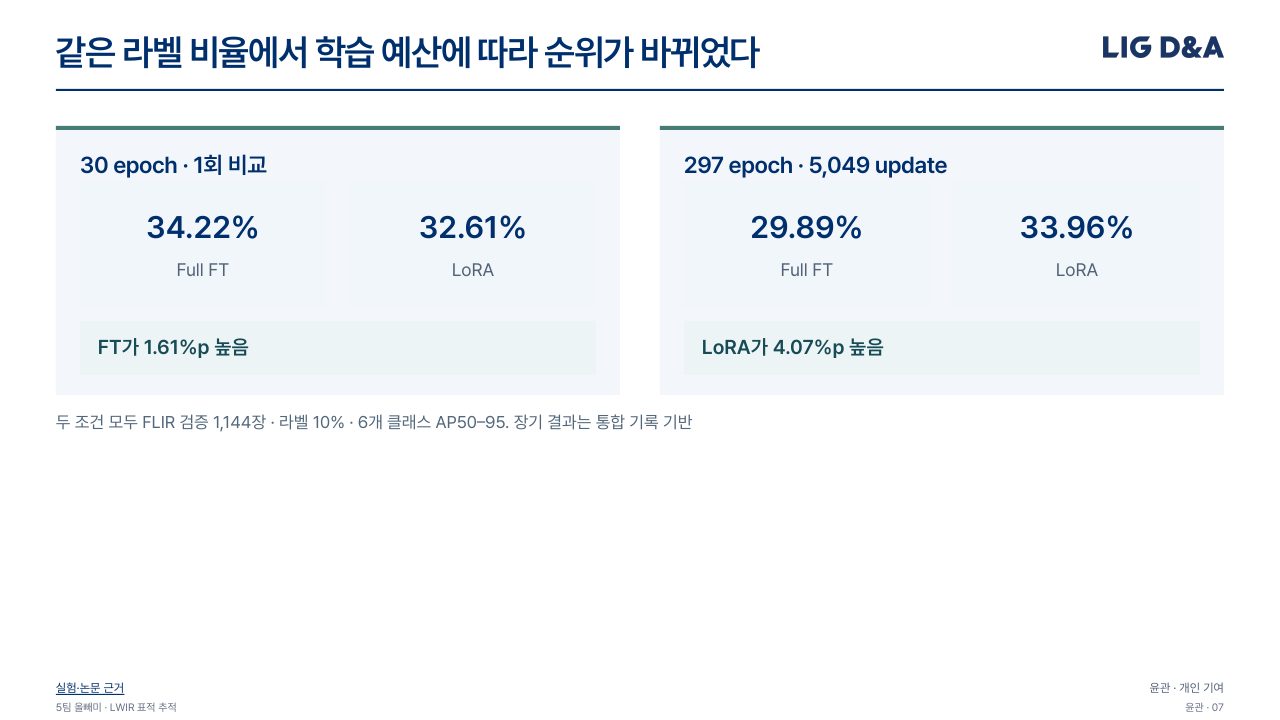 같은 라벨 비율에서 학습 예산에 따라 순위가 바뀌었다
LIG D&A
30 epoch · 1회 비교
34.22%
Full FT
32.61%
LoRA
FT가 1.61%p 높음
297 epoch · 5,049 update
29.89%
Full FT
33.96%
LoRA
LoRA가 4.07%p 높음
두 조건 모두 FLIR 검증 1,144장 · 라벨 10% · 6개 클래스 AP50–95. 장기 결과는 통합 기록 기반
실험·논문 근거
5팀 올빼미 · LWIR 표적 추적
윤관 · 개인 기여
윤관 · 07